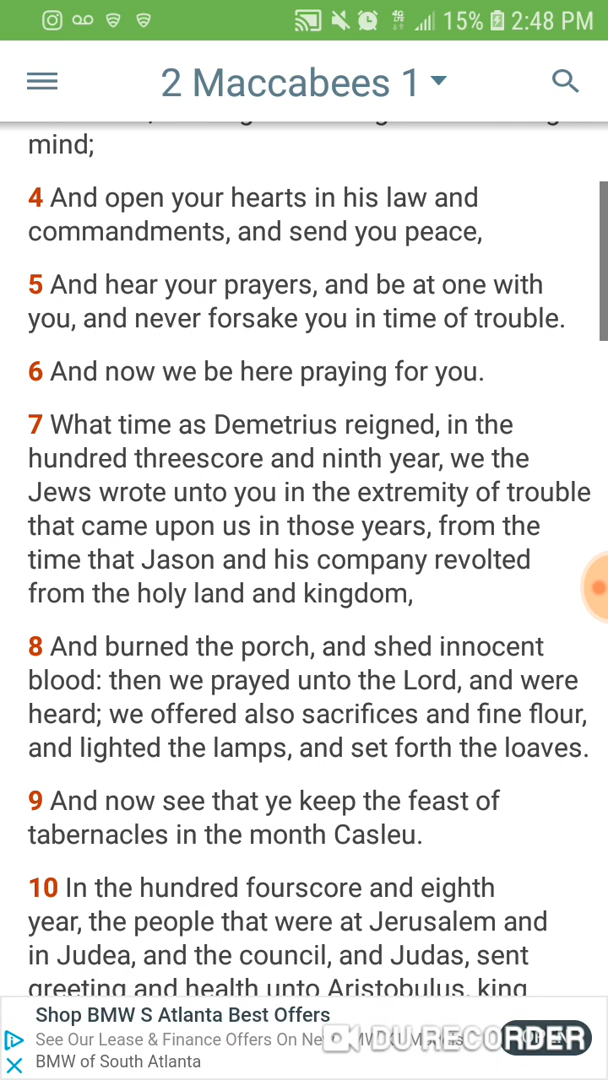 4G
15% 2:48 PM
2 Maccabees 1
mind;
4 And open your hearts in his law and
commandments, and send you peace,
5 And hear your prayers, and be at one with
you, and never forsake you in time of trouble.
6 And now we be here praying for you.
7 What time as Demetrius reigned, in the
hundred threescore and ninth year, we the
Jews wrote unto you in the extremity of trouble
that came upon us in those years, from the
time that Jason and his company revolted
from the holy land and kingdom,
8 And burned the porch, and shed innocent
blood: then we prayed unto the Lord, and were
heard; we offered also sacrifices and fine flour,
and lighted the lamps, and set forth the loaves.
9 And now see that ye keep the feast of
tabernacles in the month Casleu.
10 In the hundred fourscore and eighth
year, the people that were at Jerusalem and
in Judea, and the council, and Judas, sent
greeting and health unto Aristobulus, king
Shop BMW S Atlanta Best Offers
See Our Lease & Finance Offers On
BMW of South Atlanta
DU RECORDER